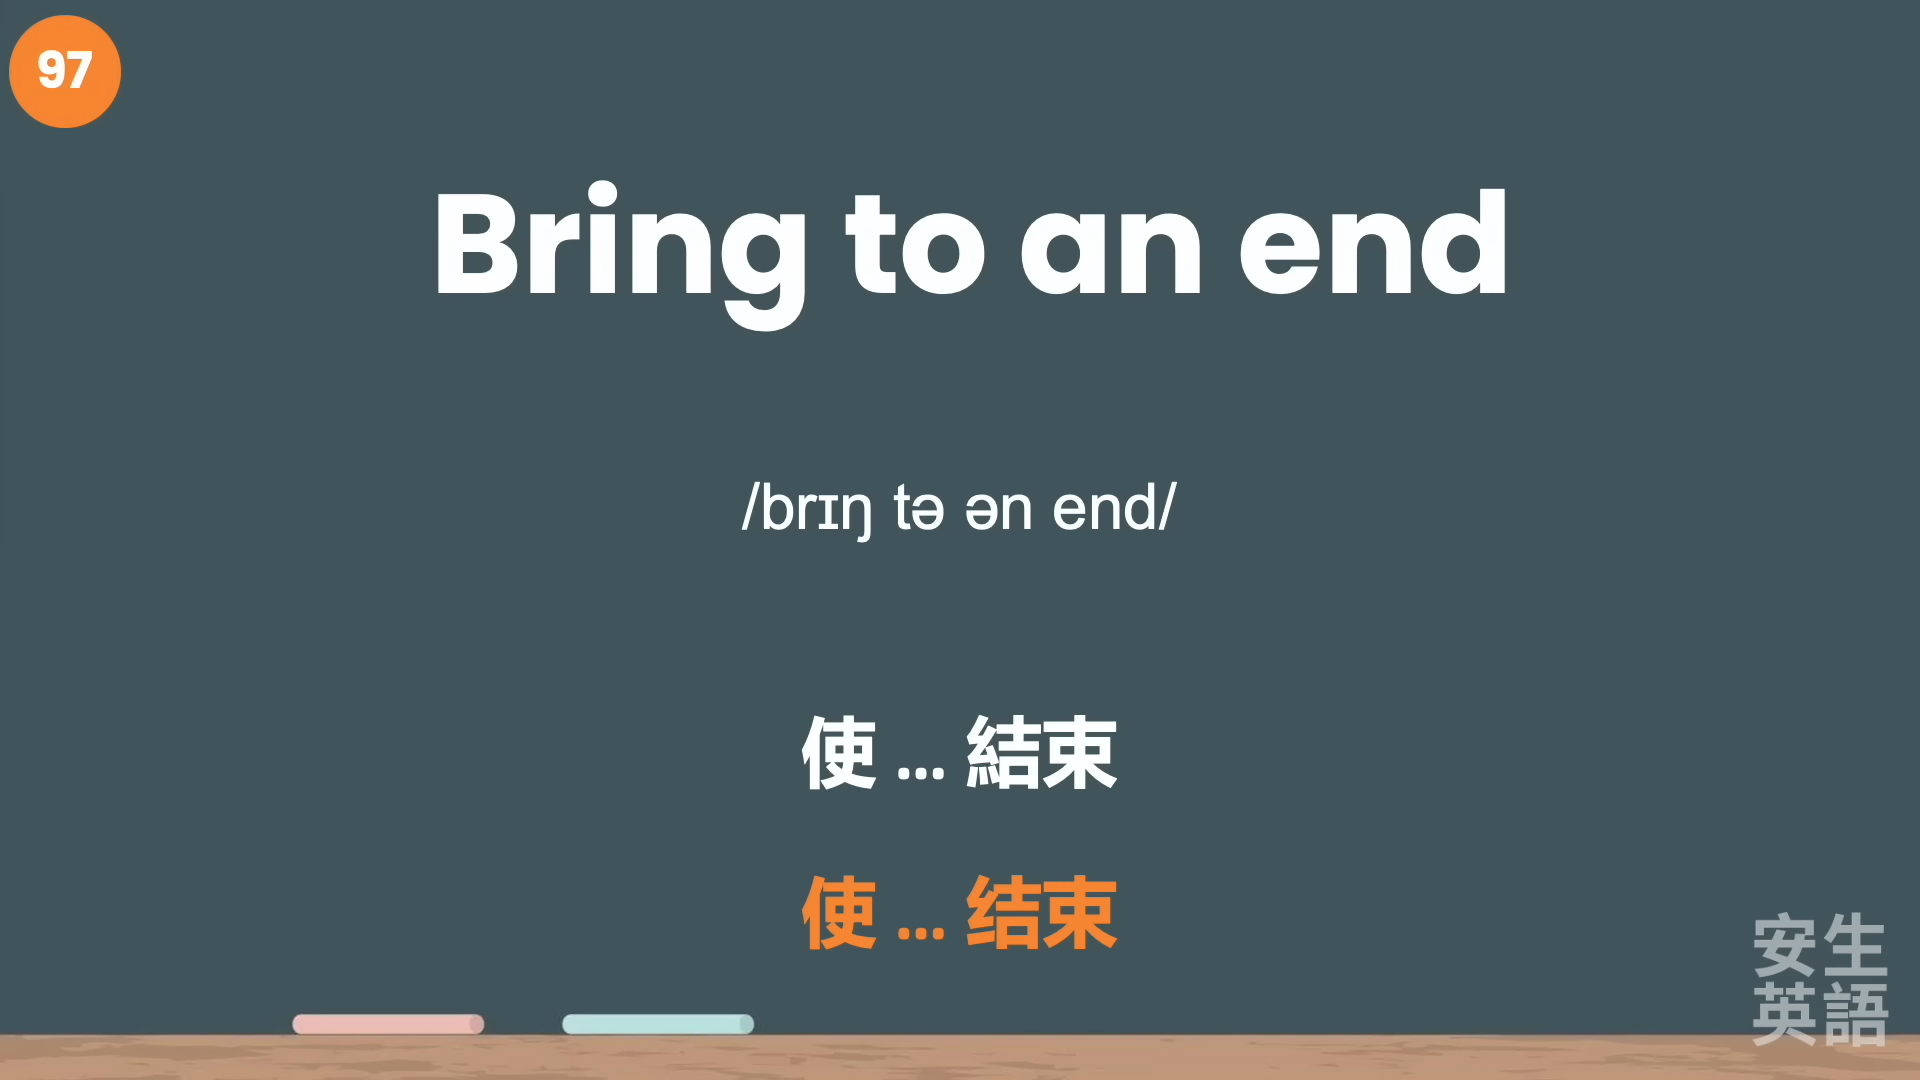 97
Bring to an end
/brɪŋ tə ən end/
使 ... 結束
使 ... 结束
安生
英語